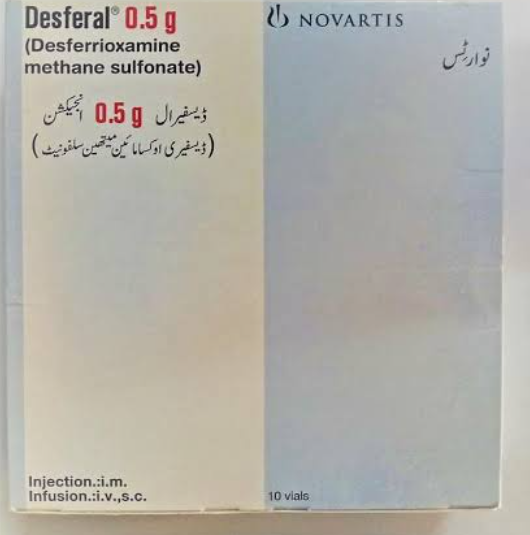 Desferal® 0.5 g
(Desferrioxamine
methane sulfonate)
ڈیسفیرال 0.5 g انجیکشن
(ڈیسفیری اوکسامائین میتھین سلفونیٹ)
Injection.:i.m.
Infusion.:i.v.,s.c.
NOVARTIS
نوارٹس
10 vials